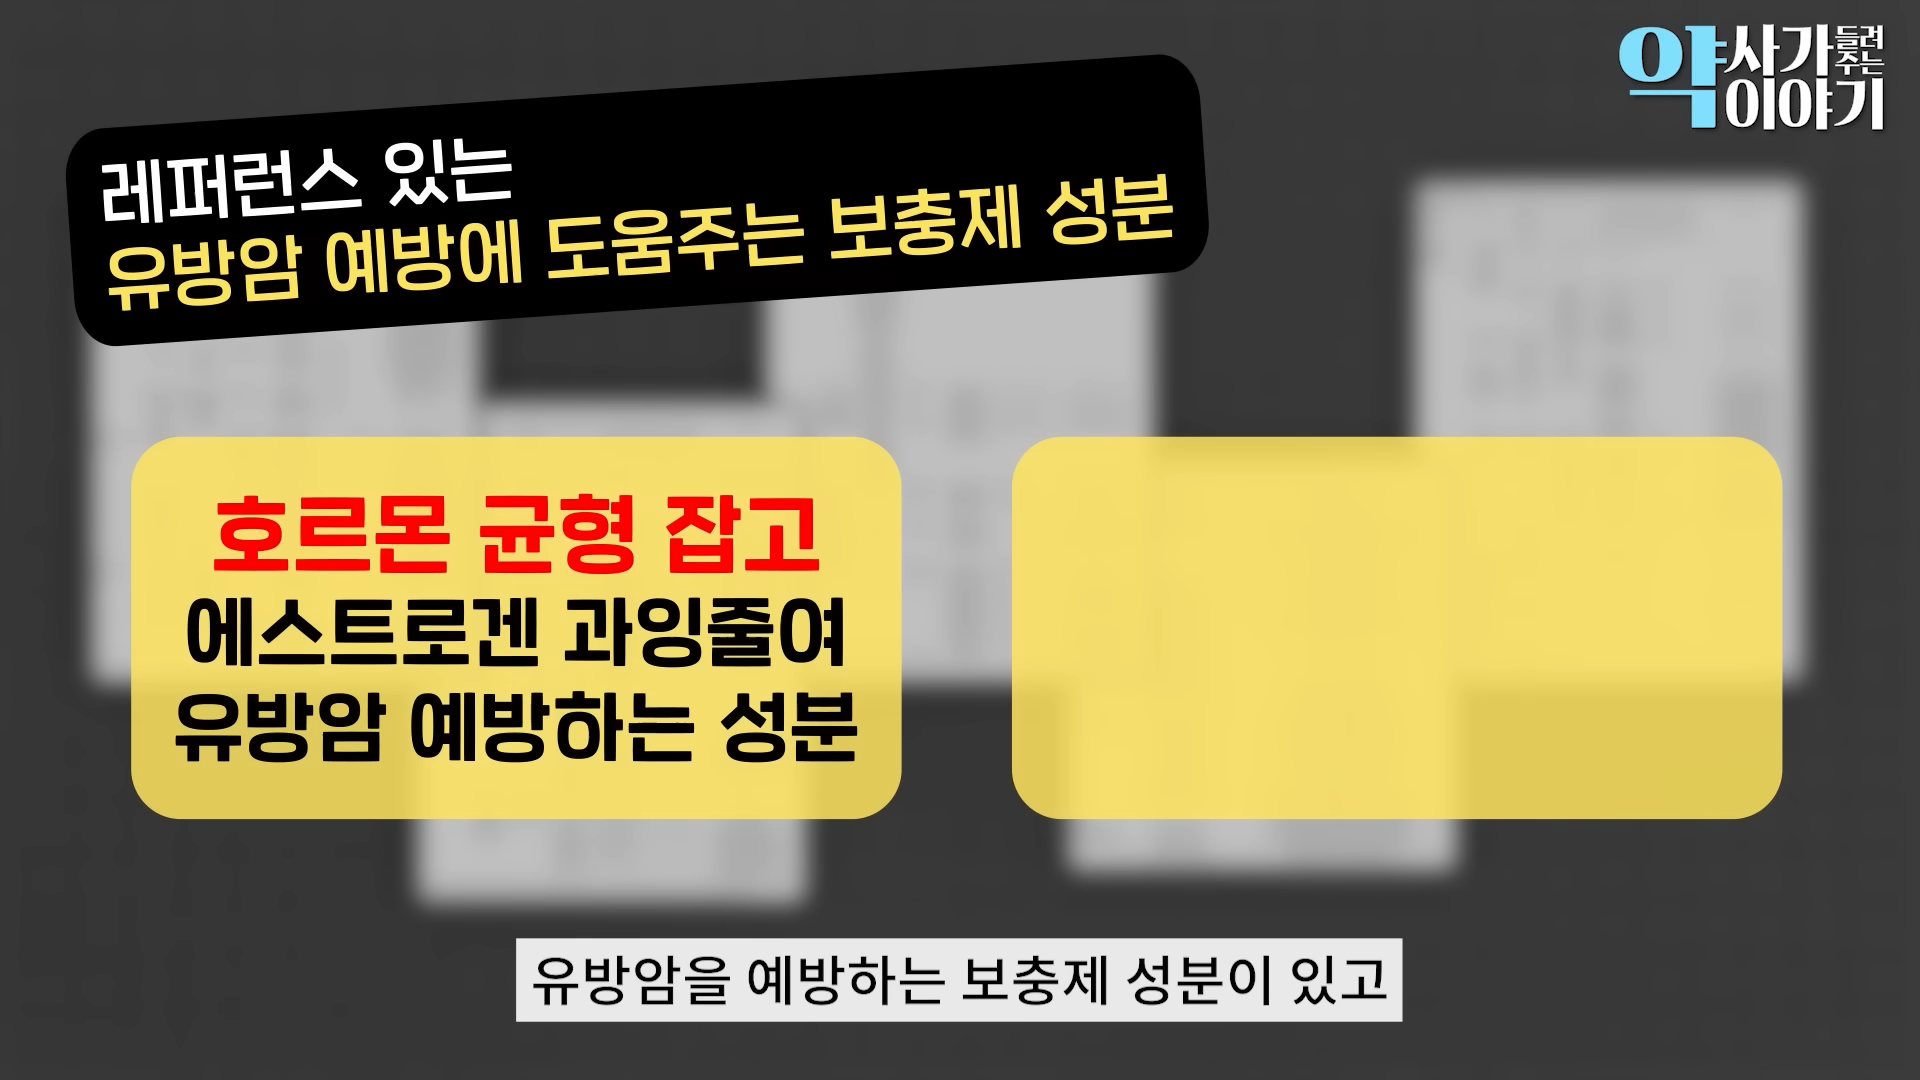 약사가들려주는
이야기
레퍼런스 있는
유방암 예방에 도움주는 보충제 성분
호르몬 균형 잡고
에스트로겐 과잉줄여
유방암 예방하는 성분
유방암을 예방하는 보충제 성분이 있고